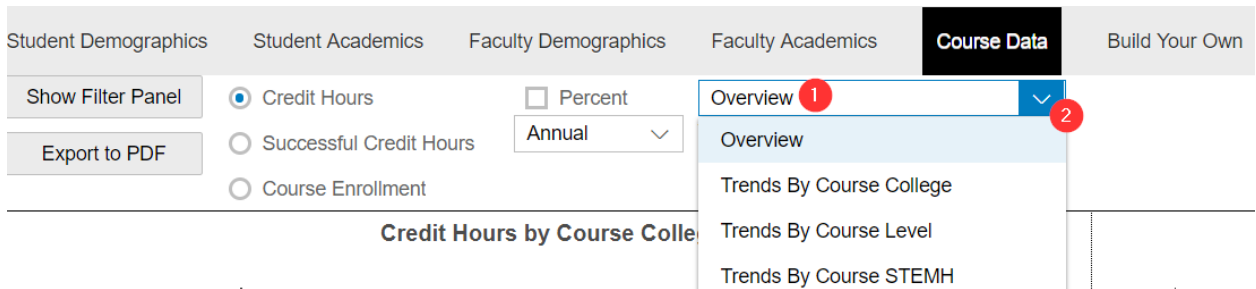 Student Demographics Student Academics Faculty Demographics Faculty Academics Course Data Build Your Own
Show Filter Panel Credit Hours Percent Overview 1
2
Export to PDF Successful Credit Hours Annual Overview
Course Enrollment Trends By Course College
Credit Hours by Course Colle Trends By Course Level
Trends By Course STEMH